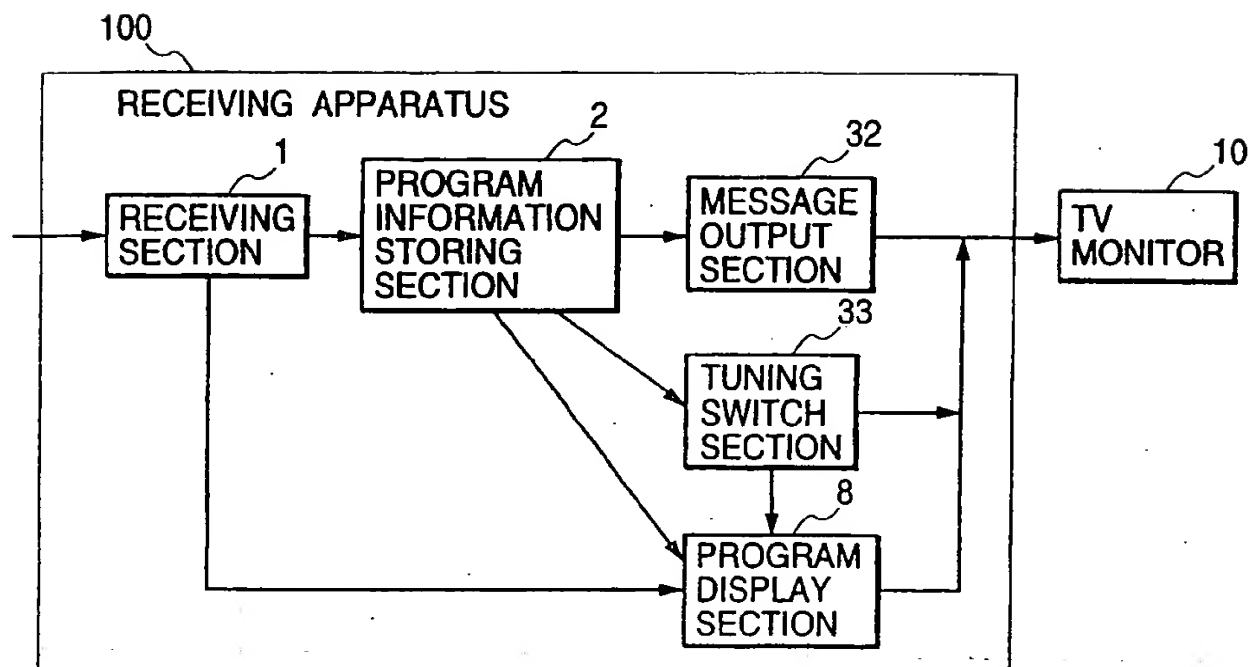 100
RECEIVING APPARATUS
1
RECEIVING
SECTION
2
PROGRAM
INFORMATION
STORING
SECTION
32
MESSAGE
OUTPUT
SECTION
10
TV
MONITOR
33
TUNING
SWITCH
SECTION
8
PROGRAM
DISPLAY
SECTION